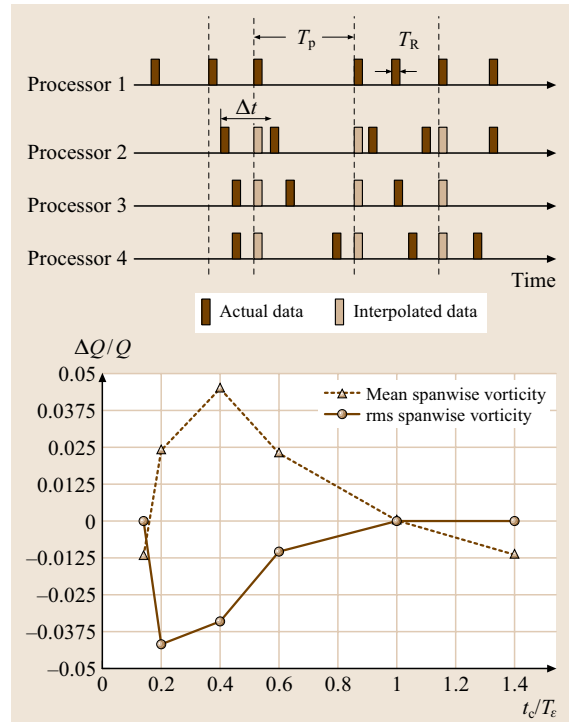 T_p
T_R
Processor 1
Δt
Processor 2
Processor 3
Processor 4
Time
Actual data
Interpolated data
ΔQ/Q
0.05
0.0375
0.025
0.0125
0
−0.0125
−0.025
−0.0375
−0.05
Mean spanwise vorticity
rms spanwise vorticity
0 0.2 0.4 0.6 0.8 1 1.2 1.4
t_c/T_ε